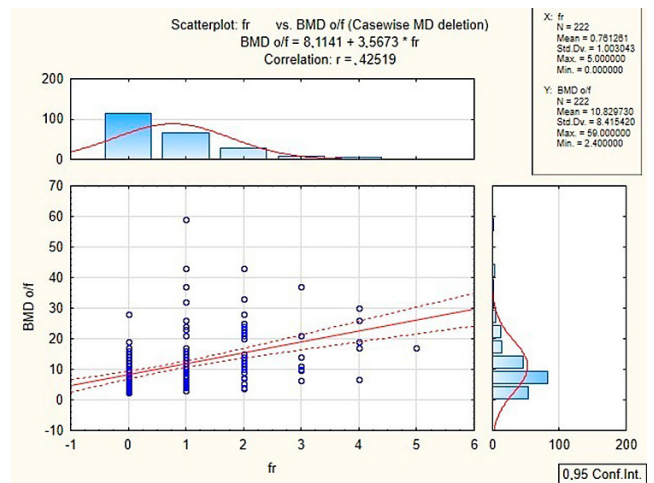 Scatterplot: fr vs. BMD o/f (Casewise MD deletion)
BMD o/f = 8,1141 + 3,5673 * fr
Correlation: r = ,42519
X: fr
N = 222
Mean = 0.761261
Std.Dv. = 1.003043
Max. = 5.000000
Min. = 0.000000
Y: BMD o/f
N = 222
Mean = 10.829730
Std.Dv. = 8.415420
Max. = 59.000000
Min. = 2.400000
200
100
0
70
60
50
40
30
20
10
0
-10
BMD o/f
-1 0 1 2 3 4 5 6
fr
0 100 200
0,95 Conf.Int.